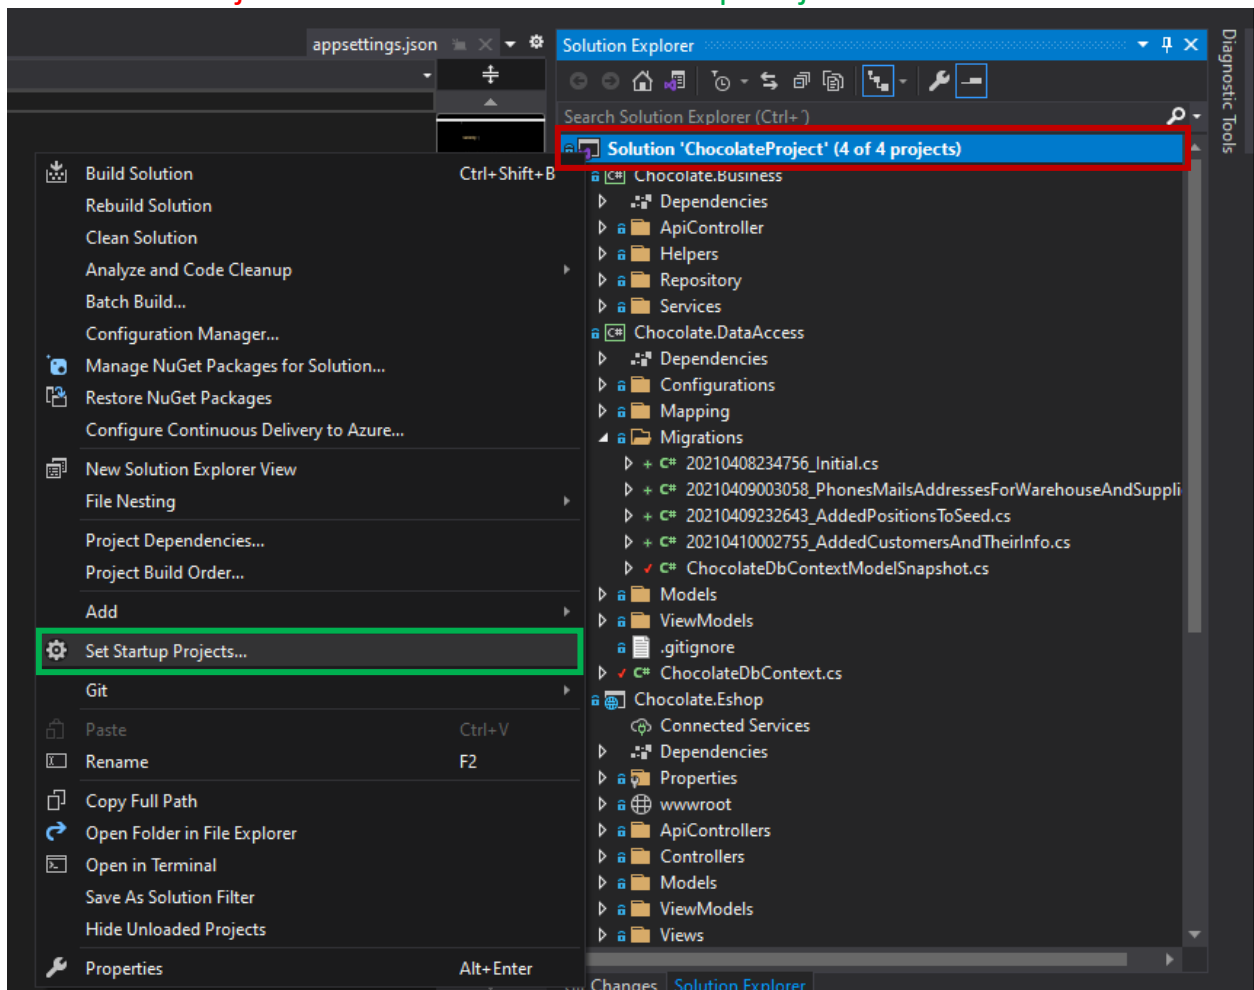 appsettings.json
Solution Explorer
Search Solution Explorer (Ctrl+¨)
Solution 'ChocolateProject' (4 of 4 projects)
Chocolate.Business
Dependencies
ApiController
Helpers
Repository
Services
Chocolate.DataAccess
Dependencies
Configurations
Mapping
Migrations
20210408234756_Initial.cs
20210409003058_PhonesMailsAddressesForWarehouseAndSuppli
20210409232643_AddedPositionsToSeed.cs
20210410002755_AddedCustomersAndTheirInfo.cs
ChocolateDbContextModelSnapshot.cs
Models
ViewModels
.gitignore
ChocolateDbContext.cs
Chocolate.Eshop
Connected Services
Dependencies
Properties
wwwroot
ApiControllers
Controllers
Models
ViewModels
Views
Changes Solution Explorer
Diagnostic Tools
Build Solution Ctrl+Shift+B
Rebuild Solution
Clean Solution
Analyze and Code Cleanup
Batch Build...
Configuration Manager...
Manage NuGet Packages for Solution...
Restore NuGet Packages
Configure Continuous Delivery to Azure...
New Solution Explorer View
File Nesting
Project Dependencies...
Project Build Order...
Add
Set Startup Projects...
Git
Paste Ctrl+V
Rename F2
Copy Full Path
Open Folder in File Explorer
Open in Terminal
Save As Solution Filter
Hide Unloaded Projects
Properties Alt+Enter